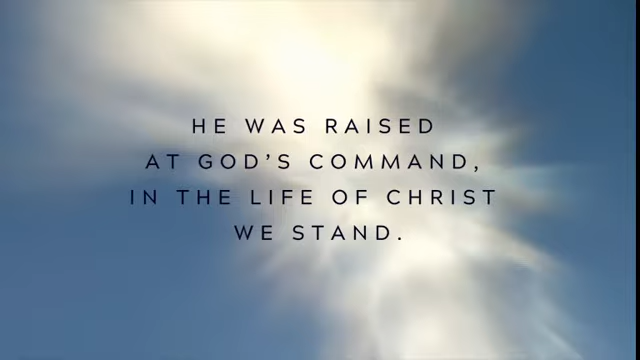 HE WAS RAISED
AT GOD'S COMMAND,
IN THE LIFE OF CHRIST
WE STAND.